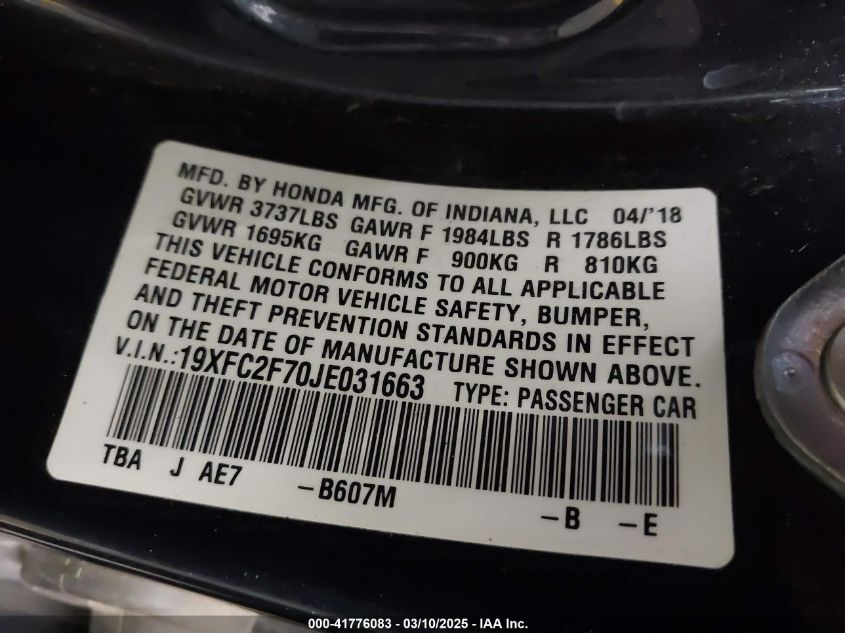 MFD. BY HONDA MFG. OF INDIANA, LLC 04/'18
GVWR 3737LBS GAWR F 1984LBS R 1786LBS
GVWR 1695KG GAWR F 900KG R 810KG
THIS VEHICLE CONFORMS TO ALL APPLICABLE
FEDERAL MOTOR VEHICLE SAFETY, BUMPER,
AND THEFT PREVENTION STANDARDS IN EFFECT
ON THE DATE OF MANUFACTURE SHOWN ABOVE.
V.I.N.:19XFC2F70JE031663 TYPE: PASSENGER CAR
TBA J AE7 -B607M -B -E
000-41776083 - 03/10/2025 - IAA Inc.